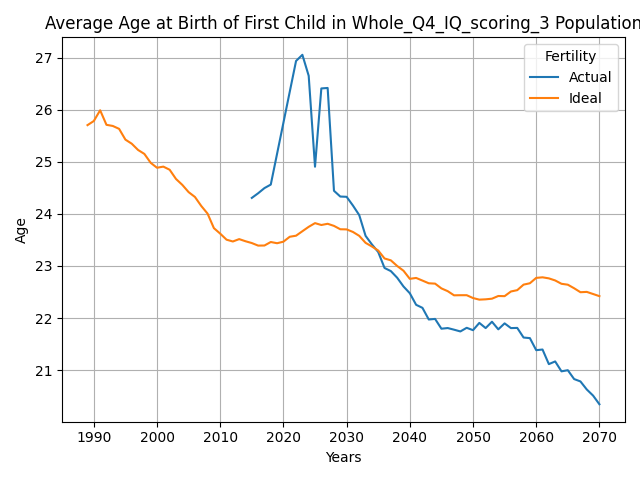 Average Age at Birth of First Child in Whole_Q4_IQ_scoring_3 Population
Fertility
Actual
Ideal
Age
27
26
25
24
23
22
21
1990
2000
2010
2020
2030
2040
2050
2060
2070
Years